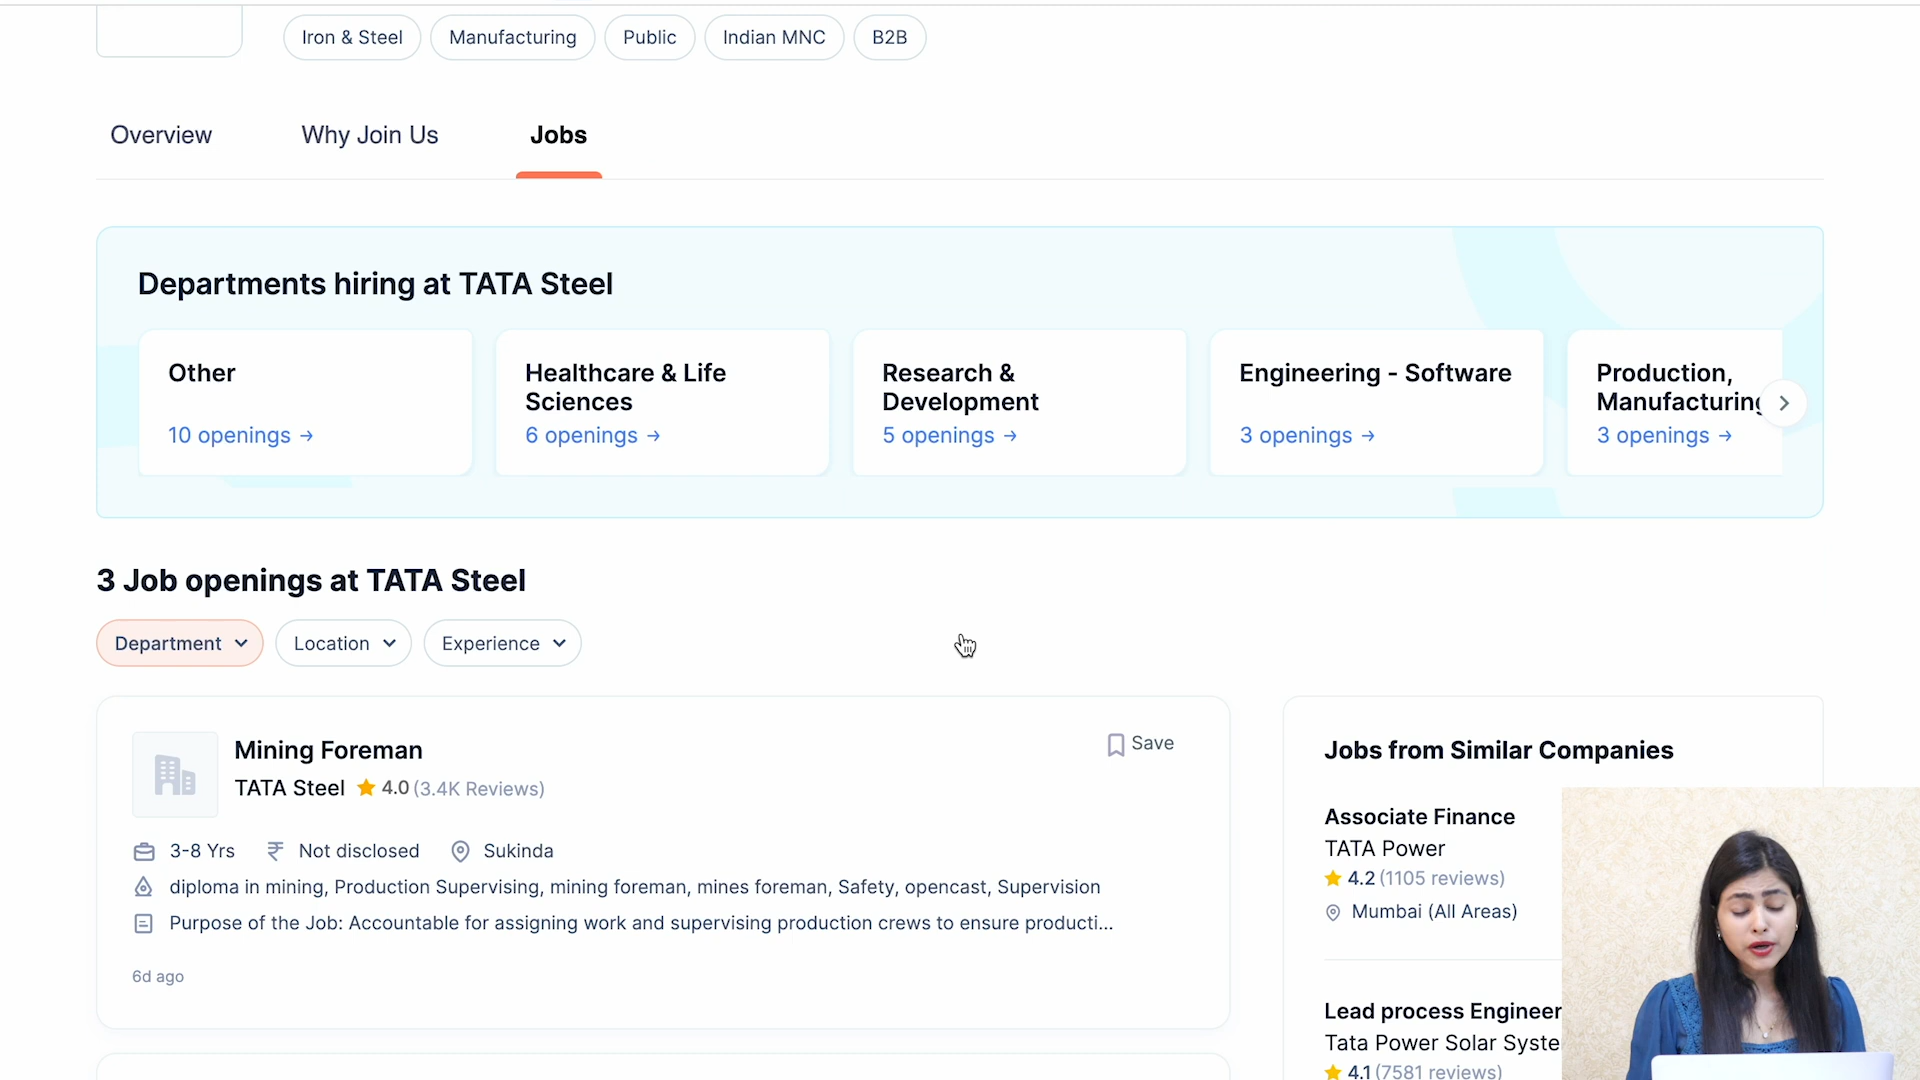 Iron & Steel
Manufacturing
Public
Indian MNC
B2B
Overview
Why Join Us
Jobs
Departments hiring at TATA Steel
Other
10 openings →
Healthcare & Life
Sciences
6 openings →
Research &
Development
5 openings →
Engineering - Software
3 openings →
Production,
Manufacturing
3 openings →
3 Job openings at TATA Steel
Department
Location
Experience
Mining Foreman
Save
TATA Steel 4.0 (3.4K Reviews)
3-8 Yrs
Not disclosed
Sukinda
diploma in mining, Production Supervising, mining foreman, mines foreman, Safety, opencast, Supervision
Purpose of the Job: Accountable for assigning work and supervising production crews to ensure producti...
6d ago
Jobs from Similar Companies
Associate Finance
TATA Power
4.2 (1105 reviews)
Mumbai (All Areas)
Lead process Engineer
Tata Power Solar Syste
4.1 (7581 reviews)